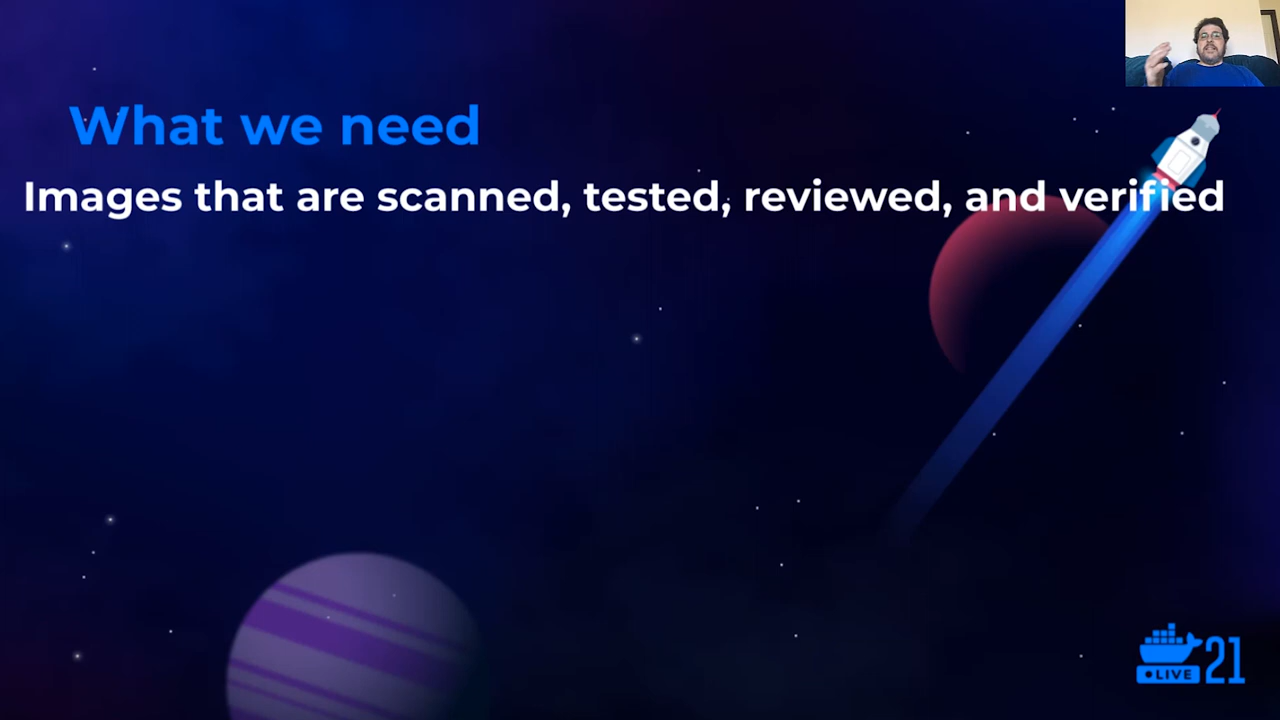 What we need
Images that are scanned, tested, reviewed, and verified
LIVE 21